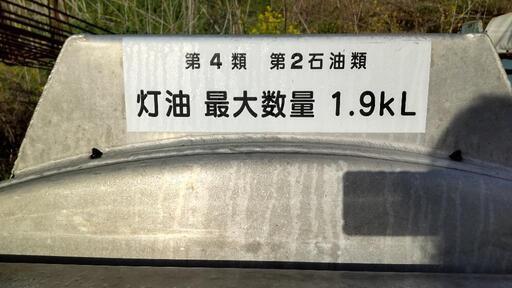 第4類 第2石油類
灯油 最大数量 1.9kL